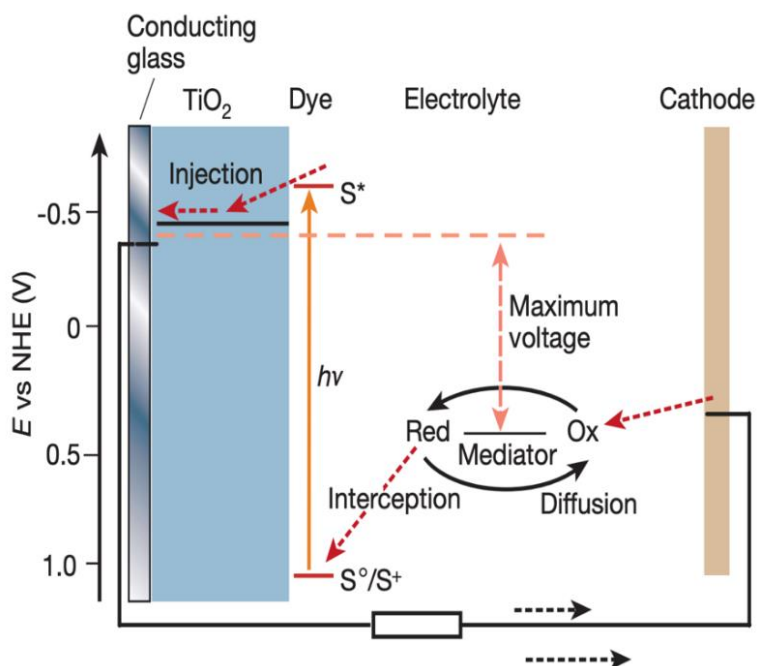 Conducting
glass
TiO₂ Dye Electrolyte Cathode
Injection
S*
-0.5
Maximum
voltage
0
E vs NHE (V)
hν
Red Ox
Mediator
0.5
Interception Diffusion
1.0
S°/S⁺